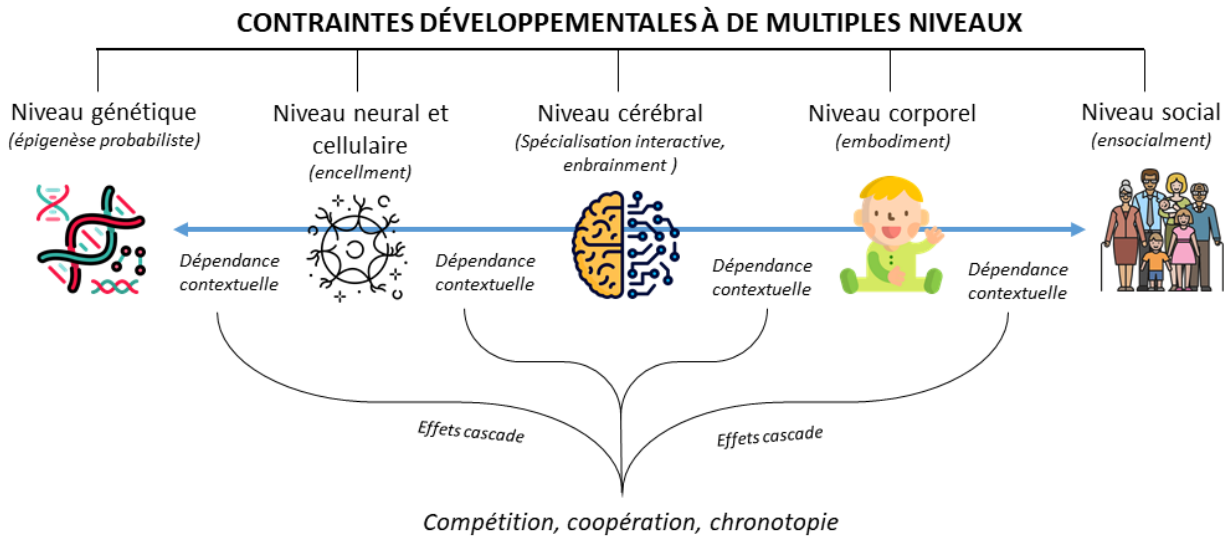 CONTRAINTES DÉVELOPPEMENTALES À DE MULTIPLES NIVEAUX
Niveau génétique
(épigenèse probabiliste)
Niveau neural et
cellulaire
(encellment)
Niveau cérébral
(Spécialisation interactive,
enbrainment )
Niveau corporel
(embodiment)
Niveau social
(ensocialment)
Dépendance
contextuelle
Dépendance
contextuelle
Dépendance
contextuelle
Dépendance
contextuelle
Effets cascade
Effets cascade
Compétition, coopération, chronotopie